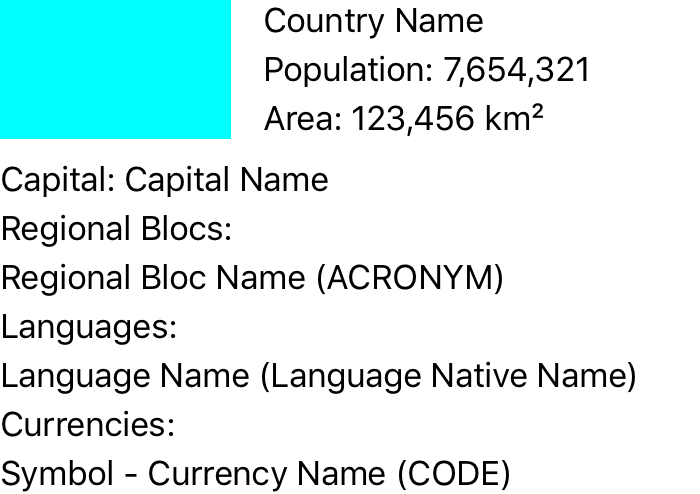 Country Name
Population: 7,654,321
Area: 123,456 km²
Capital: Capital Name
Regional Blocs:
Regional Bloc Name (ACRONYM)
Languages:
Language Name (Language Native Name)
Currencies:
Symbol - Currency Name (CODE)